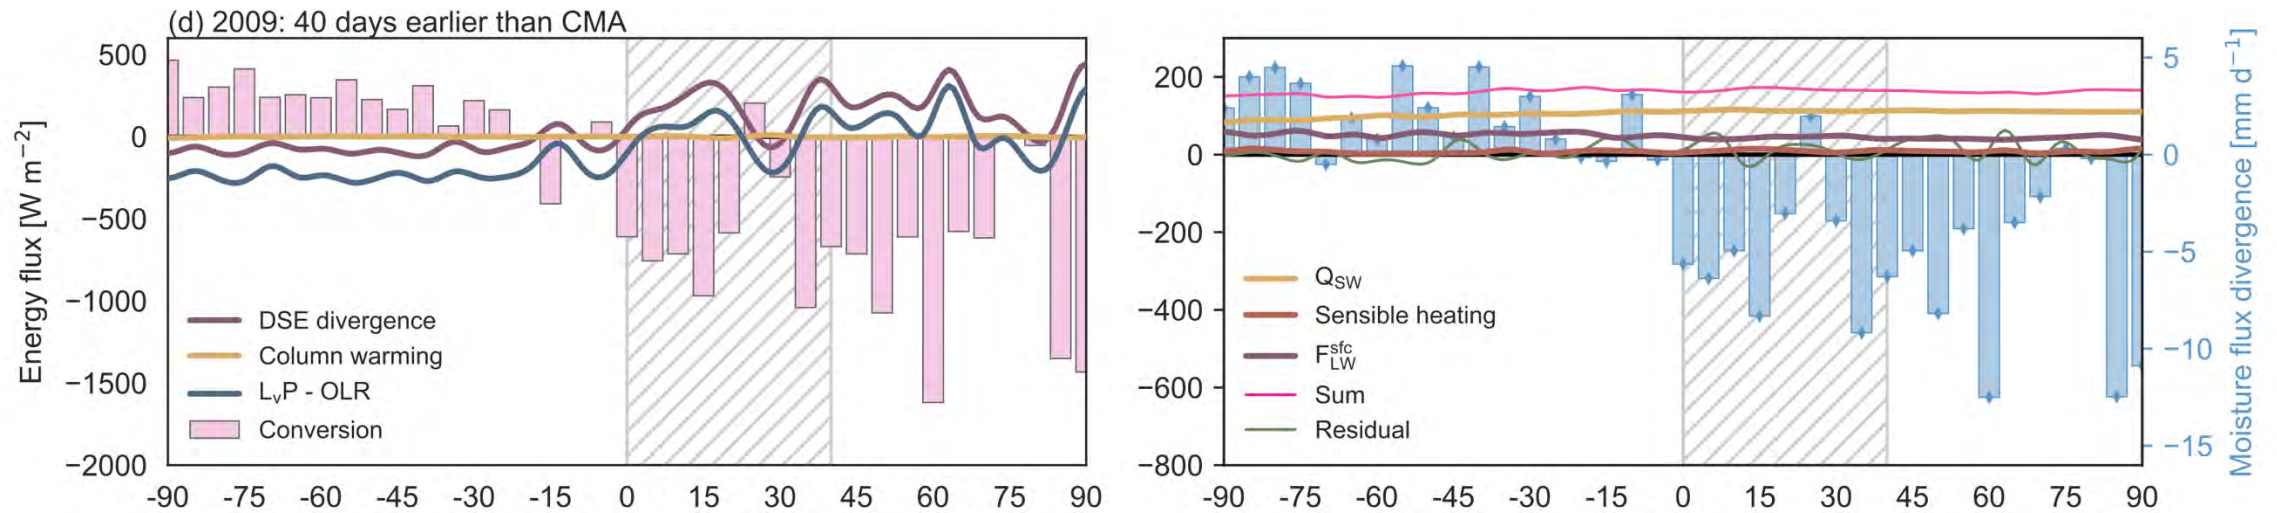 (d) 2009: 40 days earlier than CMA
Energy flux [W m−2]
500
0
−500
−1000
−1500
−2000
DSE divergence
Column warming
LvP - OLR
Conversion
-90 -75 -60 -45 -30 -15 0 15 30 45 60 75 90
200
0
−200
−400
−600
−800
QSW
Sensible heating
FsfcLW
Sum
Residual
-90 -75 -60 -45 -30 -15 0 15 30 45 60 75 90
5
0
−5
−10
−15
Moisture flux divergence [mm d−1]